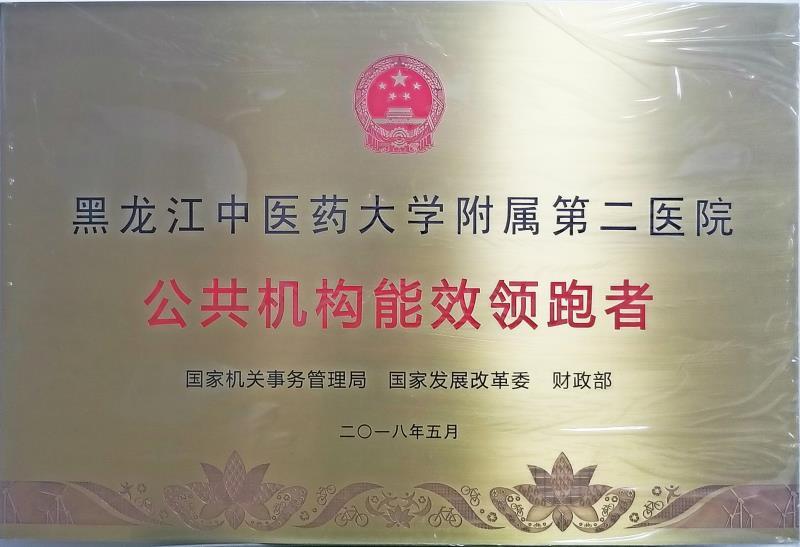 黑龙江中医药大学附属第二医院
公共机构能效领跑者
国家机关事务管理局 国家发展改革委 财政部
二〇一八年五月